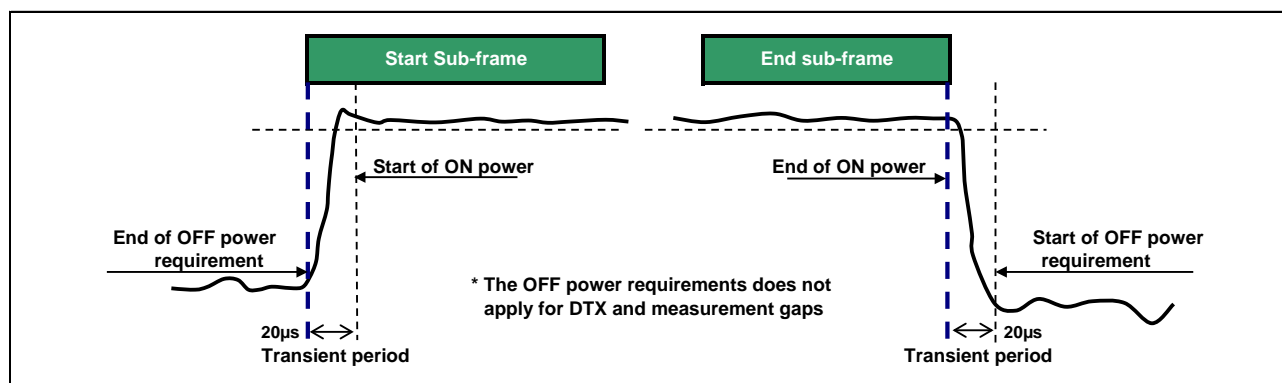 Start Sub-frame
End sub-frame
Start of ON power
End of ON power
End of OFF power
requirement
Start of OFF power
requirement
* The OFF power requirements does not
apply for DTX and measurement gaps
20µs
Transient period
20µs
Transient period